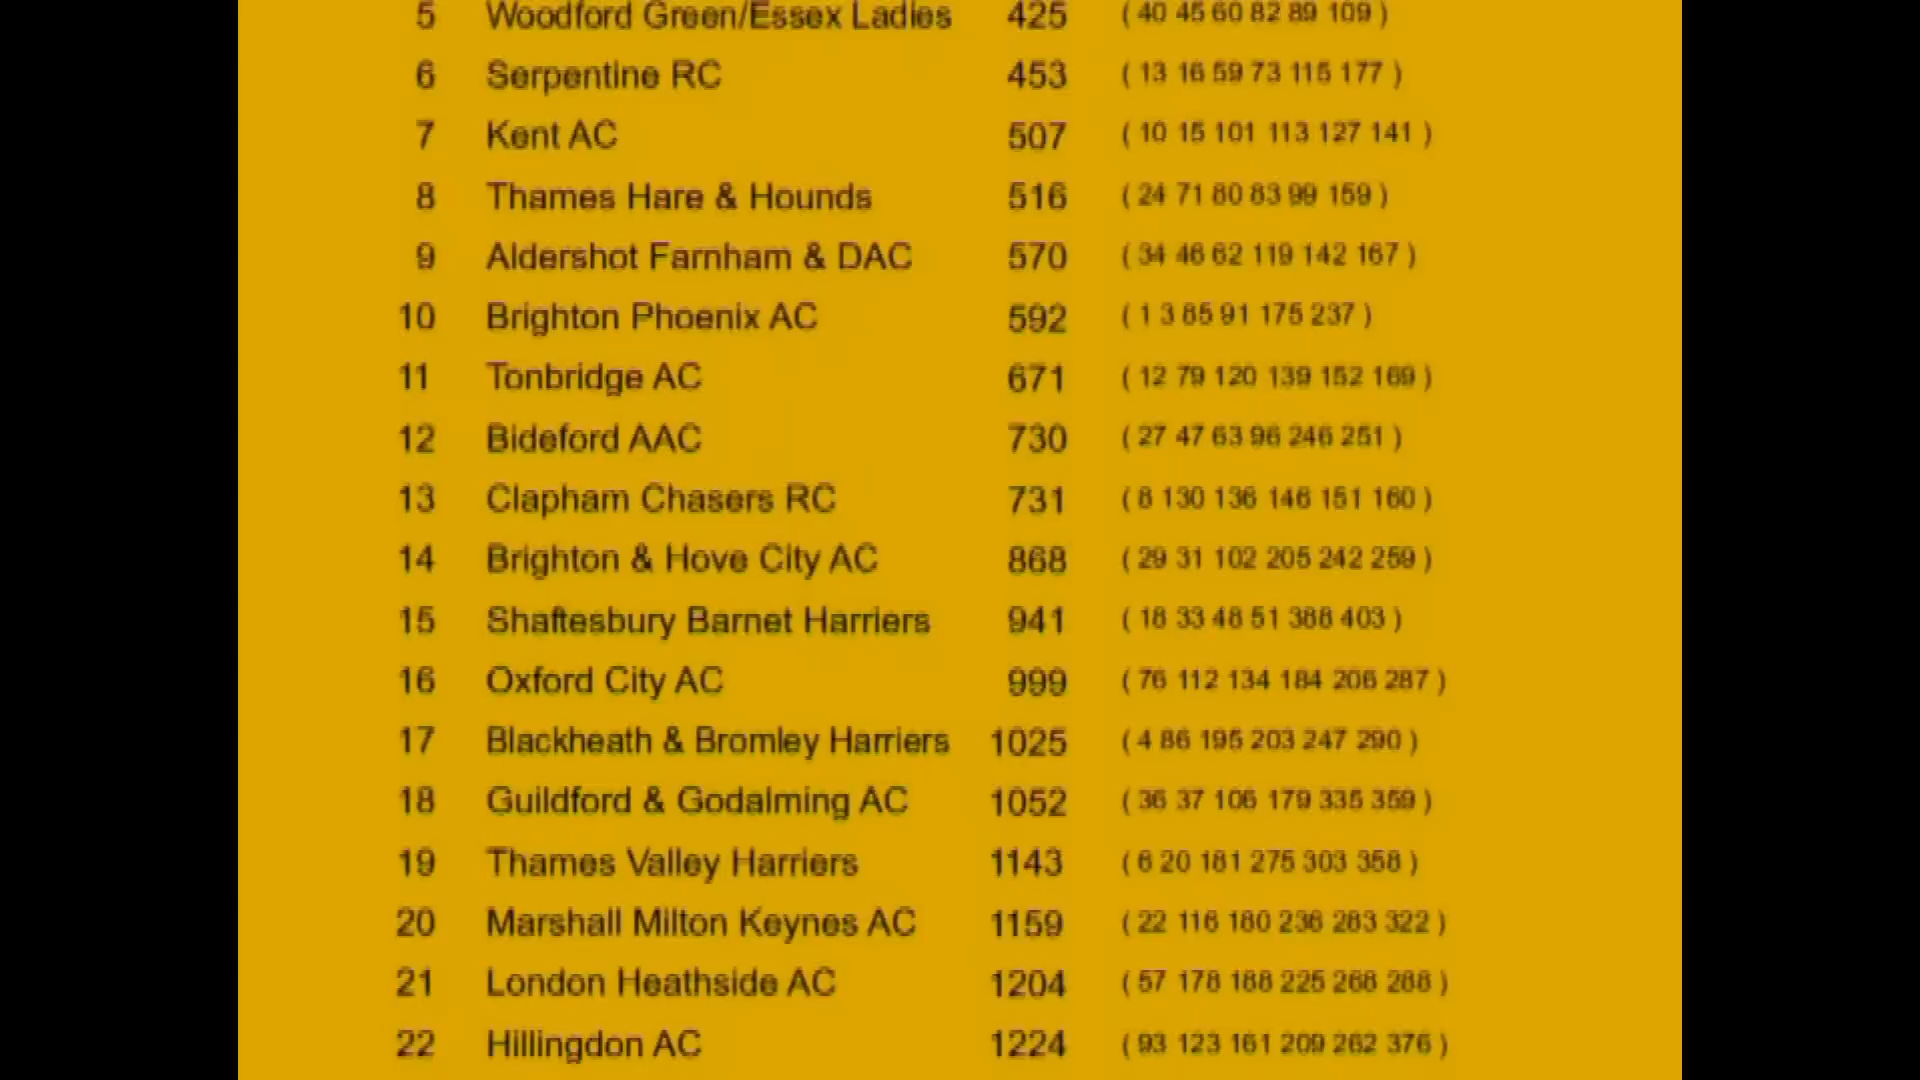 5 Woodford Green/Essex Ladies 425 ( 40 45 60 82 89 109 )
6 Serpentine RC 453 ( 13 16 59 73 115 177 )
7 Kent AC 507 ( 10 15 101 113 127 141 )
8 Thames Hare & Hounds 516 ( 24 71 80 83 99 159 )
9 Aldershot Farnham & DAC 570 ( 34 46 62 119 142 167 )
10 Brighton Phoenix AC 592 ( 1 3 85 91 175 237 )
11 Tonbridge AC 671 ( 12 79 120 139 152 169 )
12 Bideford AAC 730 ( 27 47 63 96 246 251 )
13 Clapham Chasers RC 731 ( 8 130 136 146 151 160 )
14 Brighton & Hove City AC 868 ( 29 31 102 205 242 259 )
15 Shaftesbury Barnet Harriers 941 ( 18 33 48 51 388 403 )
16 Oxford City AC 999 ( 76 112 134 184 206 287 )
17 Blackheath & Bromley Harriers 1025 ( 4 86 195 203 247 290 )
18 Guildford & Godalming AC 1052 ( 36 37 106 179 335 359 )
19 Thames Valley Harriers 1143 ( 6 20 181 275 303 358 )
20 Marshall Milton Keynes AC 1159 ( 22 116 180 236 283 322 )
21 London Heathside AC 1204 ( 57 178 188 225 268 288 )
22 Hillingdon AC 1224 ( 93 123 161 209 262 376 )